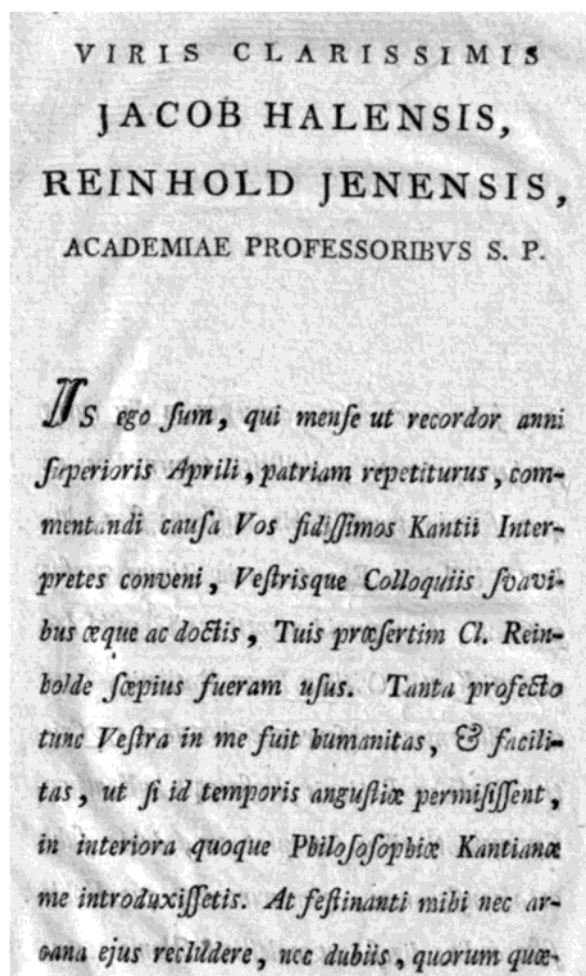 VIRIS CLARISSIMIS
JACOB HALENSIS,
REINHOLD JENENSIS,
ACADEMIAE PROFESSORIBVS S. P.
Is ego ſum, qui menſe ut recordor anni
ſuperioris Aprili, patriam repetiturus, com-
mentandi cauſa Vos fidiſſimos Kantii Inter-
pretes conveni, Veſtrisque Colloquiis ſvavi-
bus æque ac doctis, Tuis præſertim Cl. Rein-
holde ſæpius fueram uſus. Tanta profecto
tunc Veſtra in me fuit humanitas, & facili-
tas, ut ſi id temporis anguſtiæ permiſiſſent,
in interiora quoque Philoſoſophiæ Kantianæ
me introduxiſſetis. At feſtinanti mihi nec ar-
cana ejus recludere, nec dubiis, quorum quæ-